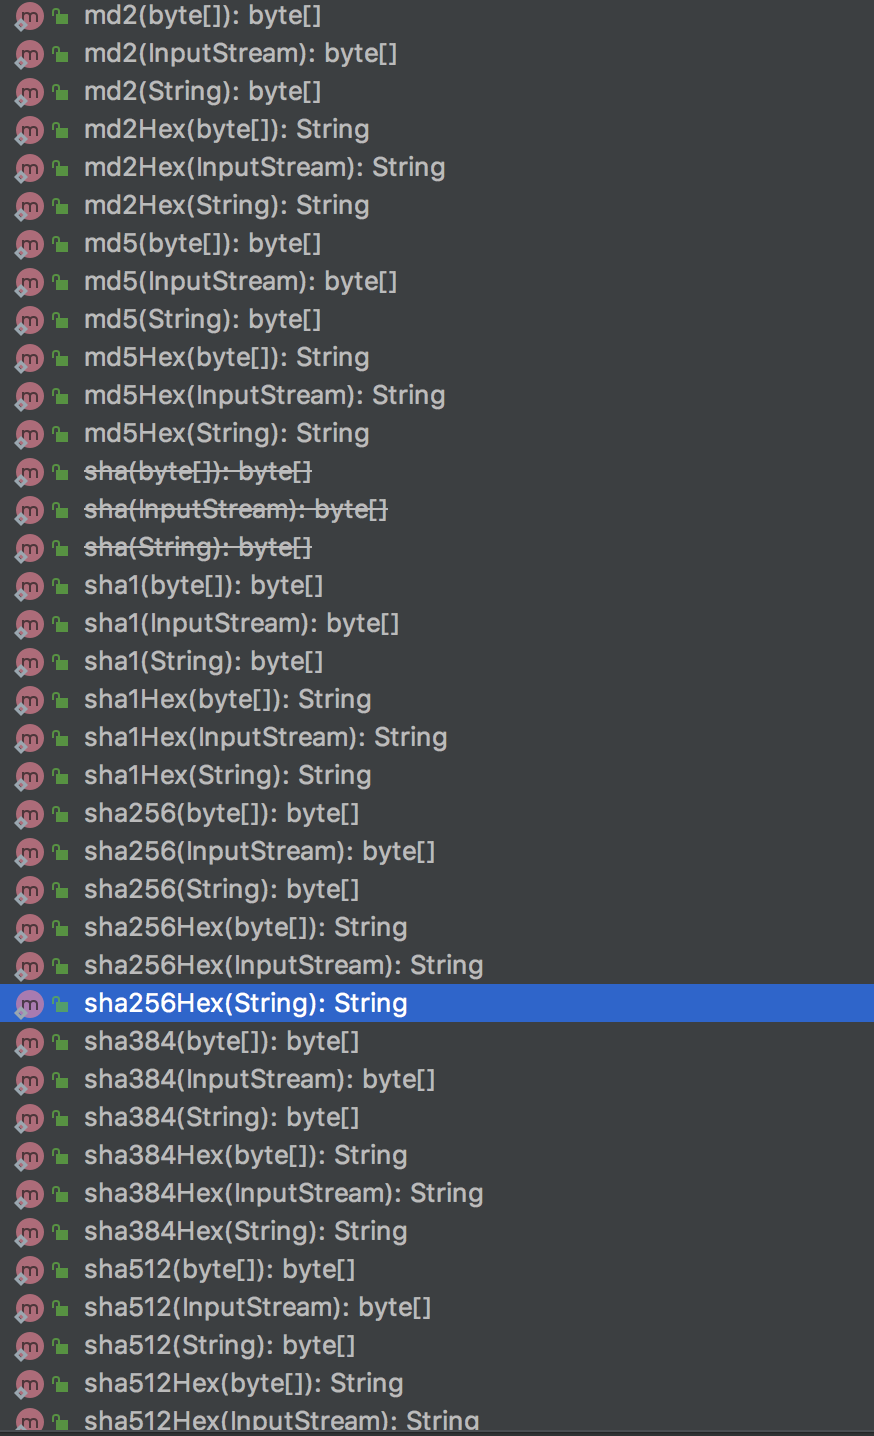 md2(byte[]): byte[]
md2(InputStream): byte[]
md2(String): byte[]
md2Hex(byte[]): String
md2Hex(InputStream): String
md2Hex(String): String
md5(byte[]): byte[]
md5(InputStream): byte[]
md5(String): byte[]
md5Hex(byte[]): String
md5Hex(InputStream): String
md5Hex(String): String
sha(byte[]): byte[]
sha(InputStream): byte[]
sha(String): byte[]
sha1(byte[]): byte[]
sha1(InputStream): byte[]
sha1(String): byte[]
sha1Hex(byte[]): String
sha1Hex(InputStream): String
sha1Hex(String): String
sha256(byte[]): byte[]
sha256(InputStream): byte[]
sha256(String): byte[]
sha256Hex(byte[]): String
sha256Hex(InputStream): String
sha256Hex(String): String
sha384(byte[]): byte[]
sha384(InputStream): byte[]
sha384(String): byte[]
sha384Hex(byte[]): String
sha384Hex(InputStream): String
sha384Hex(String): String
sha512(byte[]): byte[]
sha512(InputStream): byte[]
sha512(String): byte[]
sha512Hex(byte[]): String
sha512Hex(InputStream): String